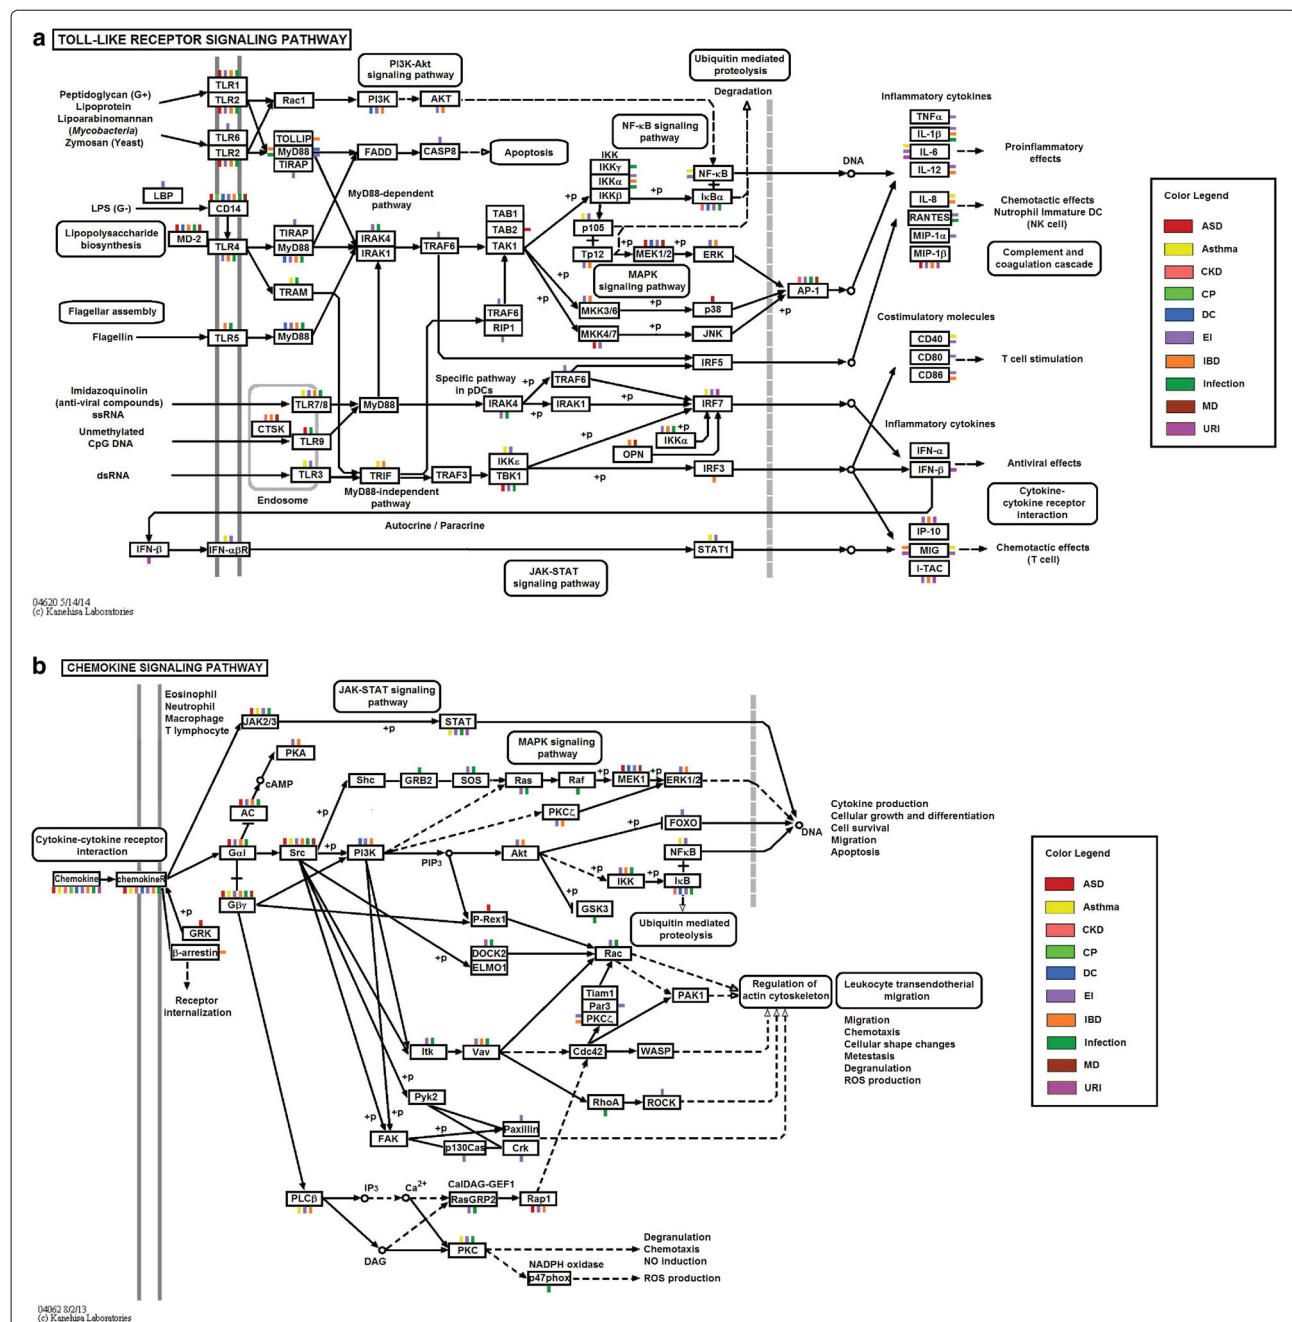 a TOLL-LIKE RECEPTOR SIGNALING PATHWAY
PI3K-Akt
signaling pathway
Ubiquitin mediated
proteolysis
Degradation
Peptidoglycan (G+)
Lipoprotein
Lipoarabinomannan
(Mycobacteria)
Zymosan (Yeast)
TLR1
TLR2
TLR6
TLR2
Rac1
PI3K
AKT
TOLLIP
MyD88
TIRAP
FADD
CASP8
Apoptosis
NF-κB signaling
pathway
IKK
IKKγ
IKKα
IKKβ
NF-κB
IκBα
+p
+p
DNA
Inflammatory cytokines
TNFα
IL-1β
IL-6
IL-12
Proinflammatory
effects
IL-8
RANTES
MIP-1α
MIP-1β
Chemotactic effects
Nutrophil Immature DC
(NK cell)
Complement and
coagulation cascade
LBP
LPS (G-)
CD14
Lipopolysaccharide
biosynthesis
MD-2
TLR4
TIRAP
MyD88
MyD88-dependent
pathway
IRAK4
IRAK1
TRAF6
TAB1
TAB2
TAK1
p105
Tp12
+p
+p
MEK1/2
ERK
MAPK
signaling pathway
TRAM
Flagellar assembly
Flagellin
TLR5
MyD88
TRAF6
RIP1
+p
+p
MKK3/6
+p
p38
MKK4/7
+p
JNK
AP-1
+p
IRF5
Costimulatory molecules
CD40
CD80
CD86
T cell stimulation
Imidazoquinolin
(anti-viral compounds)
ssRNA
Unmethylated
CpG DNA
dsRNA
TLR7/8
CTSK
TLR9
TLR3
Endosome
MyD88
Specific pathway
in pDCs
IRAK4
+p
TRAF6
+p
IRAK1
+p
+p
IRF7
+p
IKKα
OPN
+p
TRIF
TRAF3
IKKε
TBK1
+p
IRF3
MyD88-independent
pathway
Inflammatory cytokines
IFN-α
IFN-β
Antiviral effects
Cytokine-
cytokine receptor
interaction
Autocrine / Paracrine
IFN-β
IFN-αβR
STAT1
JAK-STAT
signaling pathway
IP-10
MIG
I-TAC
Chemotactic effects
(T cell)
Color Legend
ASD
Asthma
CKD
CP
DC
EI
IBD
Infection
MD
URI
04620 5/14/14
(c) Kanehisa Laboratories
b CHEMOKINE SIGNALING PATHWAY
Eosinophil
Neutrophil
Macrophage
T lymphocyte
JAK-STAT signaling
pathway
JAK2/3
+p
STAT
PKA
cAMP
AC
MAPK signaling
pathway
Shc
GRB2
SOS
Ras
Raf
+p
MEK1
+p
ERK1/2
PKCζ
Cytokine-cytokine receptor
interaction
Chemokine
chemokineR
Gαi
Src
+p
+p
PI3K
PIP3
Akt
+p
FOXO
NFκB
+p
IKK
+p
IκB
+p
GSK3
DNA
Cytokine production
Cellular growth and differentiation
Cell survival
Migration
Apoptosis
Gβγ
+p
GRK
β-arrestin
Receptor
internalization
P-Rex1
+p
DOCK2
ELMO1
Rac
Ubiquitin mediated
proteolysis
Tiam1
Par3
PKCζ
PAK1
Regulation of
actin cytoskeleton
Leukocyte transendothelial
migration
Migration
Chemotaxis
Cellular shape changes
Metastasis
Degranulation
ROS production
Itk
Vav
Cdc42
WASP
+p
Pyk2
RhoA
ROCK
+p
+p
FAK
+p
Paxillin
p130Cas
Crk
PLCβ
IP3
Ca2+
CalDAG-GEF1
RasGRP2
Rap1
DAG
PKC
NADPH oxidase
p47phox
Degranulation
Chemotaxis
NO induction
ROS production
Color Legend
ASD
Asthma
CKD
CP
DC
EI
IBD
Infection
MD
URI
04062 8/2/13
(c) Kanehisa Laboratories